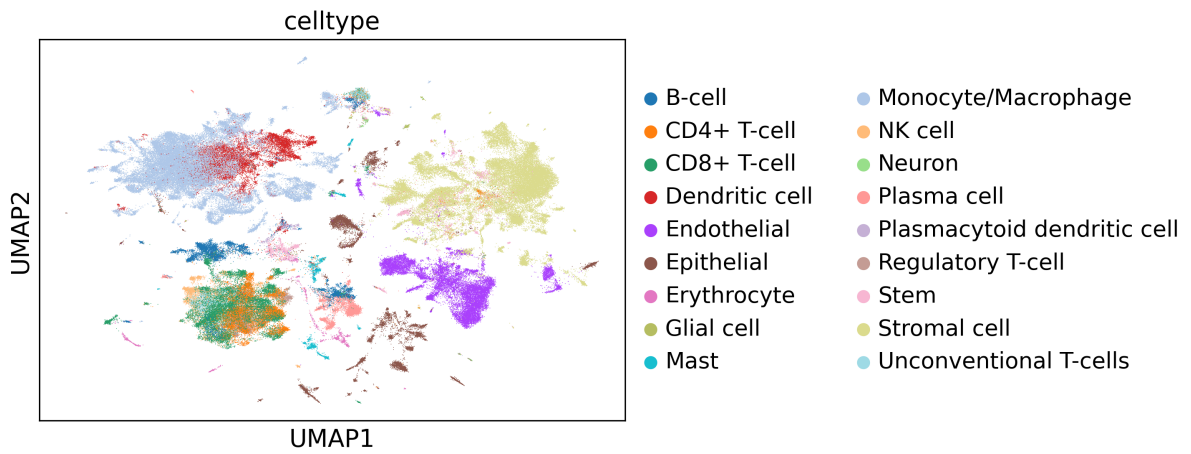 celltype
UMAP2
UMAP1
B-cell
CD4+ T-cell
CD8+ T-cell
Dendritic cell
Endothelial
Epithelial
Erythrocyte
Glial cell
Mast
Monocyte/Macrophage
NK cell
Neuron
Plasma cell
Plasmacytoid dendritic cell
Regulatory T-cell
Stem
Stromal cell
Unconventional T-cells